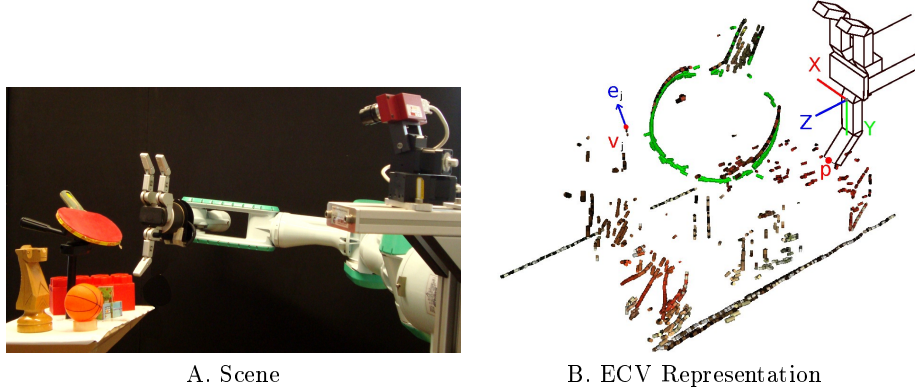 X
Z
Y
p
e j
v j
A. Scene
B. ECV Representation